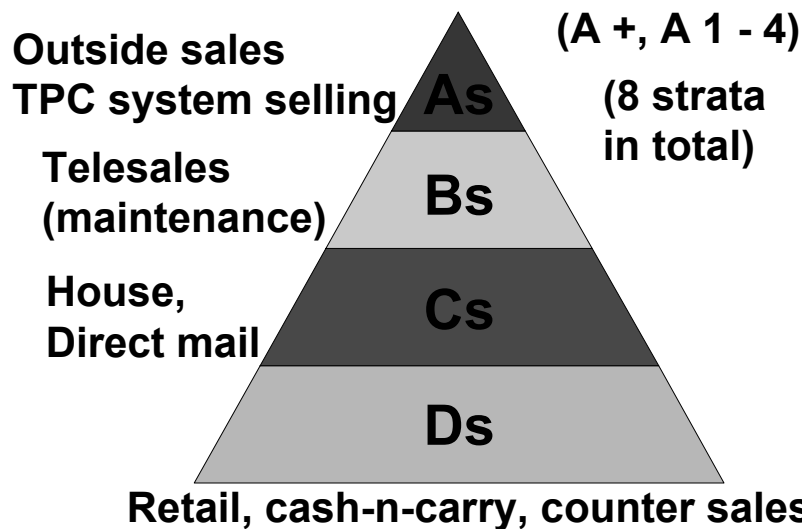 Outside sales
TPC system selling
As
(A +, A 1 - 4)
(8 strata
in total)
Telesales
(maintenance)
Bs
House,
Direct mail
Cs
Ds
Retail, cash-n-carry, counter sales